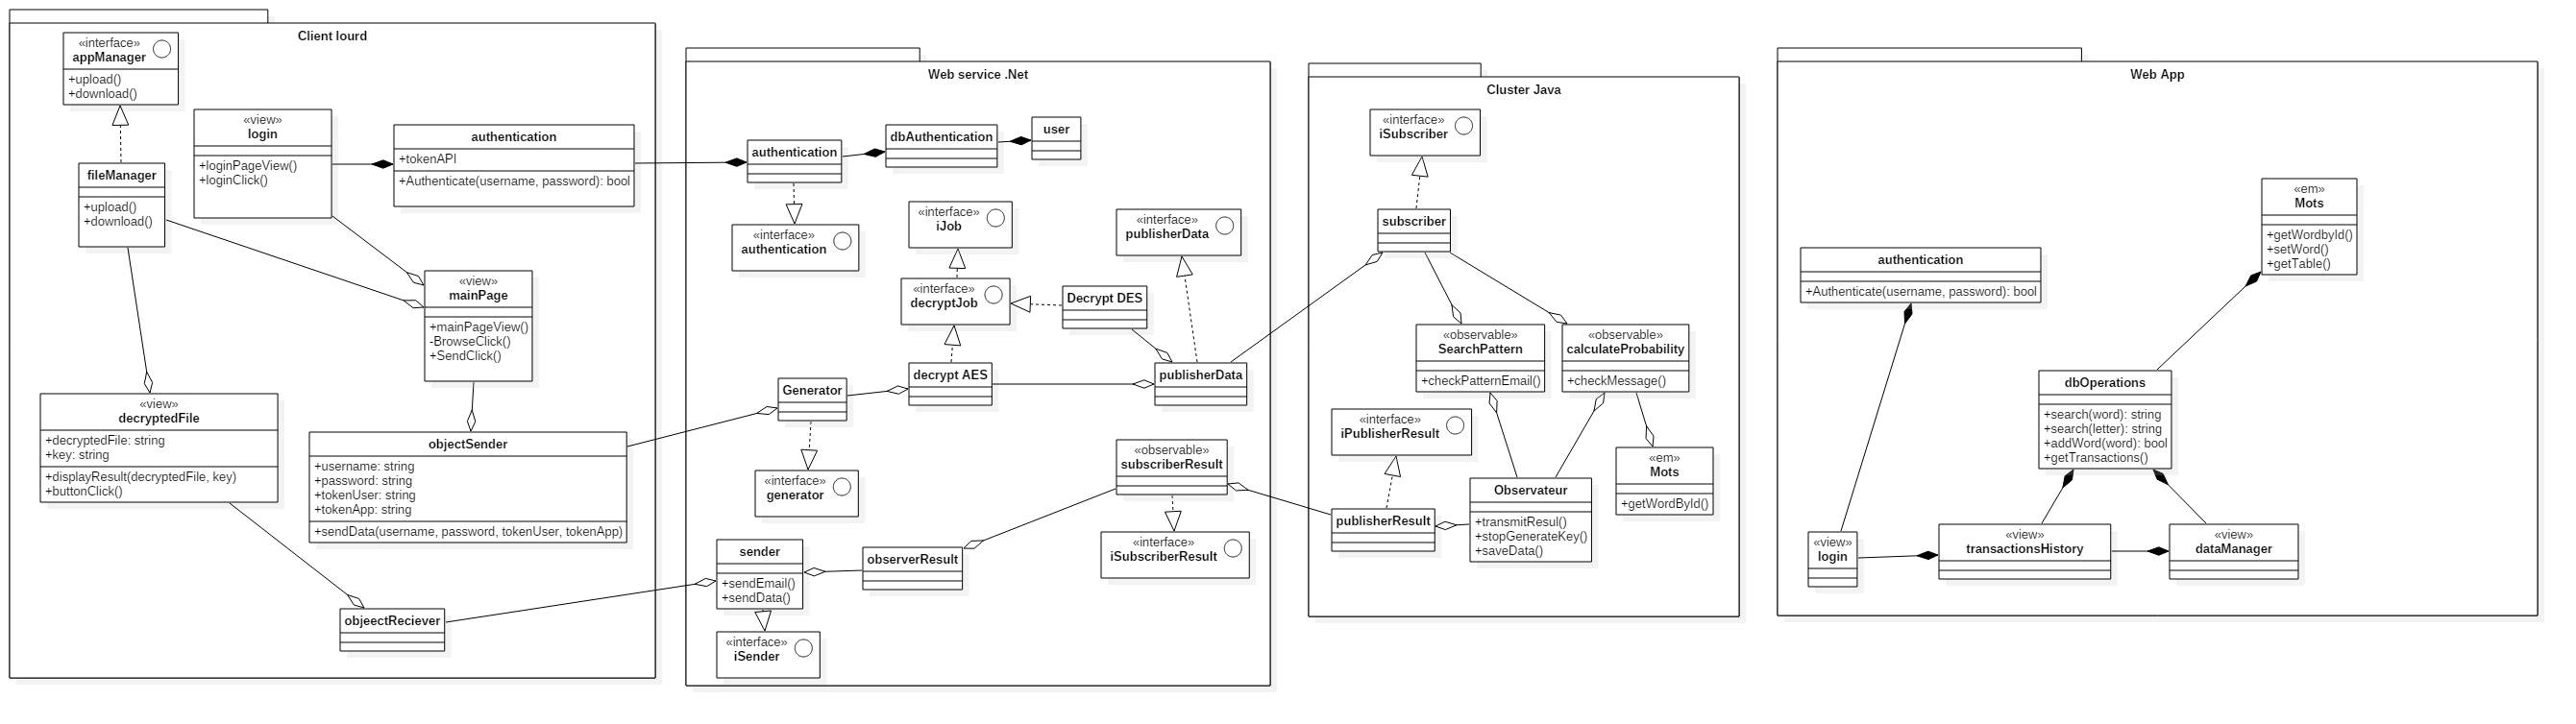 Client lourd
«interface»
appManager
+upload()
+download()
«view»
login
+loginPageView()
+loginClick()
authentication
+tokenAPI
+Authenticate(username, password): bool
fileManager
+upload()
+download()
«view»
mainPage
+mainPageView()
-BrowseClick()
+SendClick()
«view»
decryptedFile
+decryptedFile: string
+key: string
+displayResult(decryptedFile, key)
+buttonClick()
objectSender
+username: string
+password: string
+tokenUser: string
+tokenApp: string
+sendData(username, password, tokenUser, tokenApp)
objeectReciever
Web service .Net
authentication
dbAuthentication
user
«interface»
authentication
«interface»
iJob
«interface»
publisherData
«interface»
decryptJob
Decrypt DES
Generator
decrypt AES
publisherData
«interface»
generator
«observable»
subscriberResult
sender
+sendEmail()
+sendData()
observerResult
«interface»
iSubscriberResult
«interface»
iSender
Cluster Java
«interface»
iSubscriber
subscriber
«observable»
SearchPattern
+checkPatternEmail()
«observable»
calculateProbability
+checkMessage()
«interface»
iPublisherResult
«em»
Mots
+getWordById()
publisherResult
Observateur
+transmitResul()
+stopGenerateKey()
+saveData()
Web App
«em»
Mots
+getWordbyId()
+setWord()
+getTable()
authentication
+Authenticate(username, password): bool
dbOperations
+search(word): string
+search(letter): string
+addWord(word): bool
+getTransactions()
«view»
login
«view»
transactionsHistory
«view»
dataManager